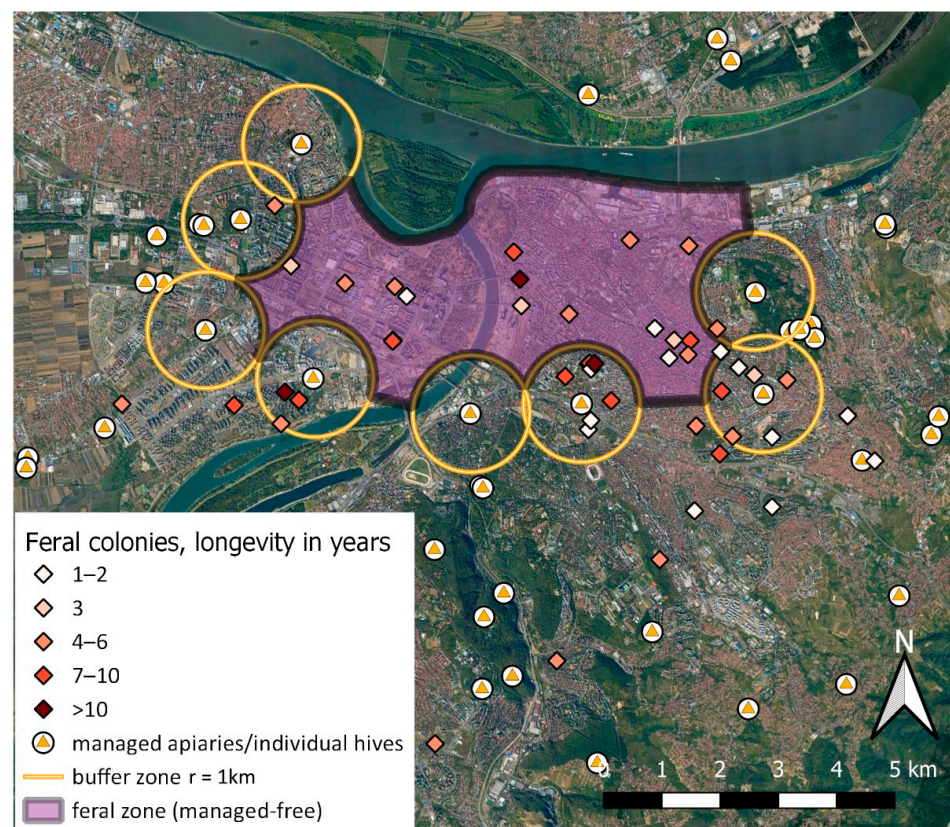 Feral colonies, longevity in years
1–2
3
4–6
7–10
>10
managed apiaries/individual hives
buffer zone r = 1km
feral zone (managed-free)
N
0 1 2 3 4 5 km